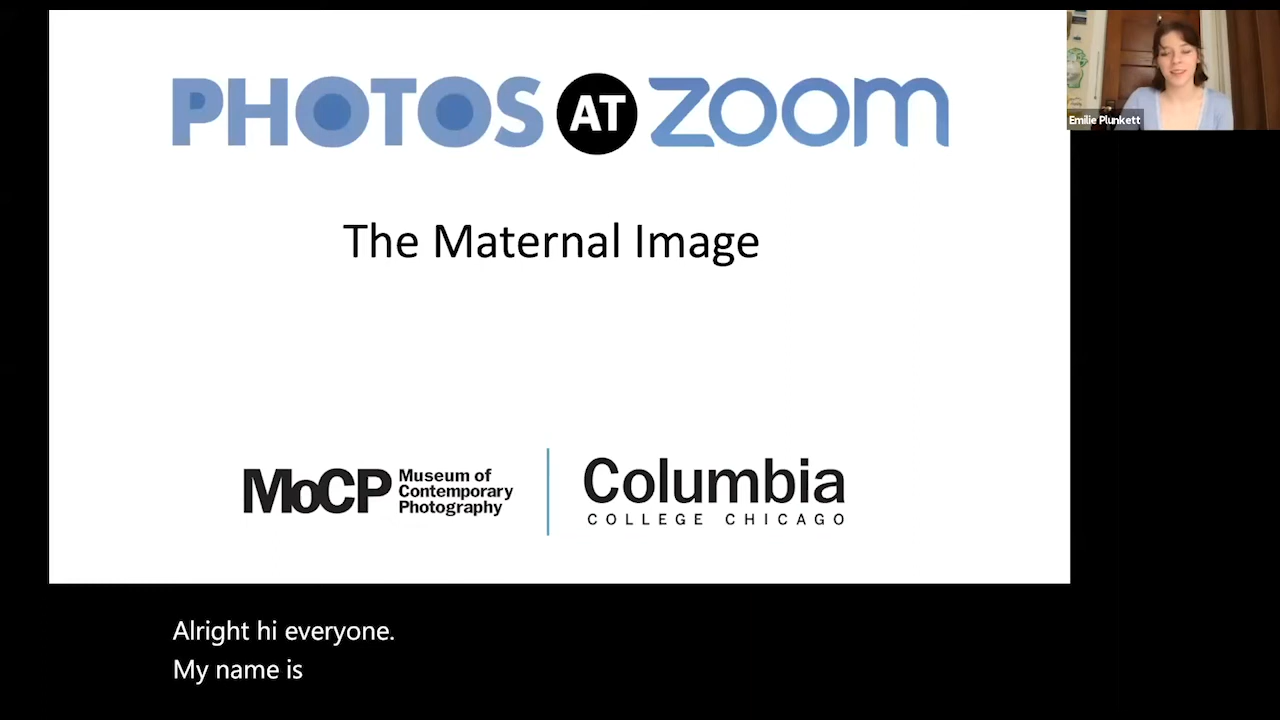 PHOTOS AT zoom
Emilie Plunkett
The Maternal Image
MoCP
Museum of
Contemporary
Photography
Columbia
COLLEGE CHICAGO
Alright hi everyone.
My name is